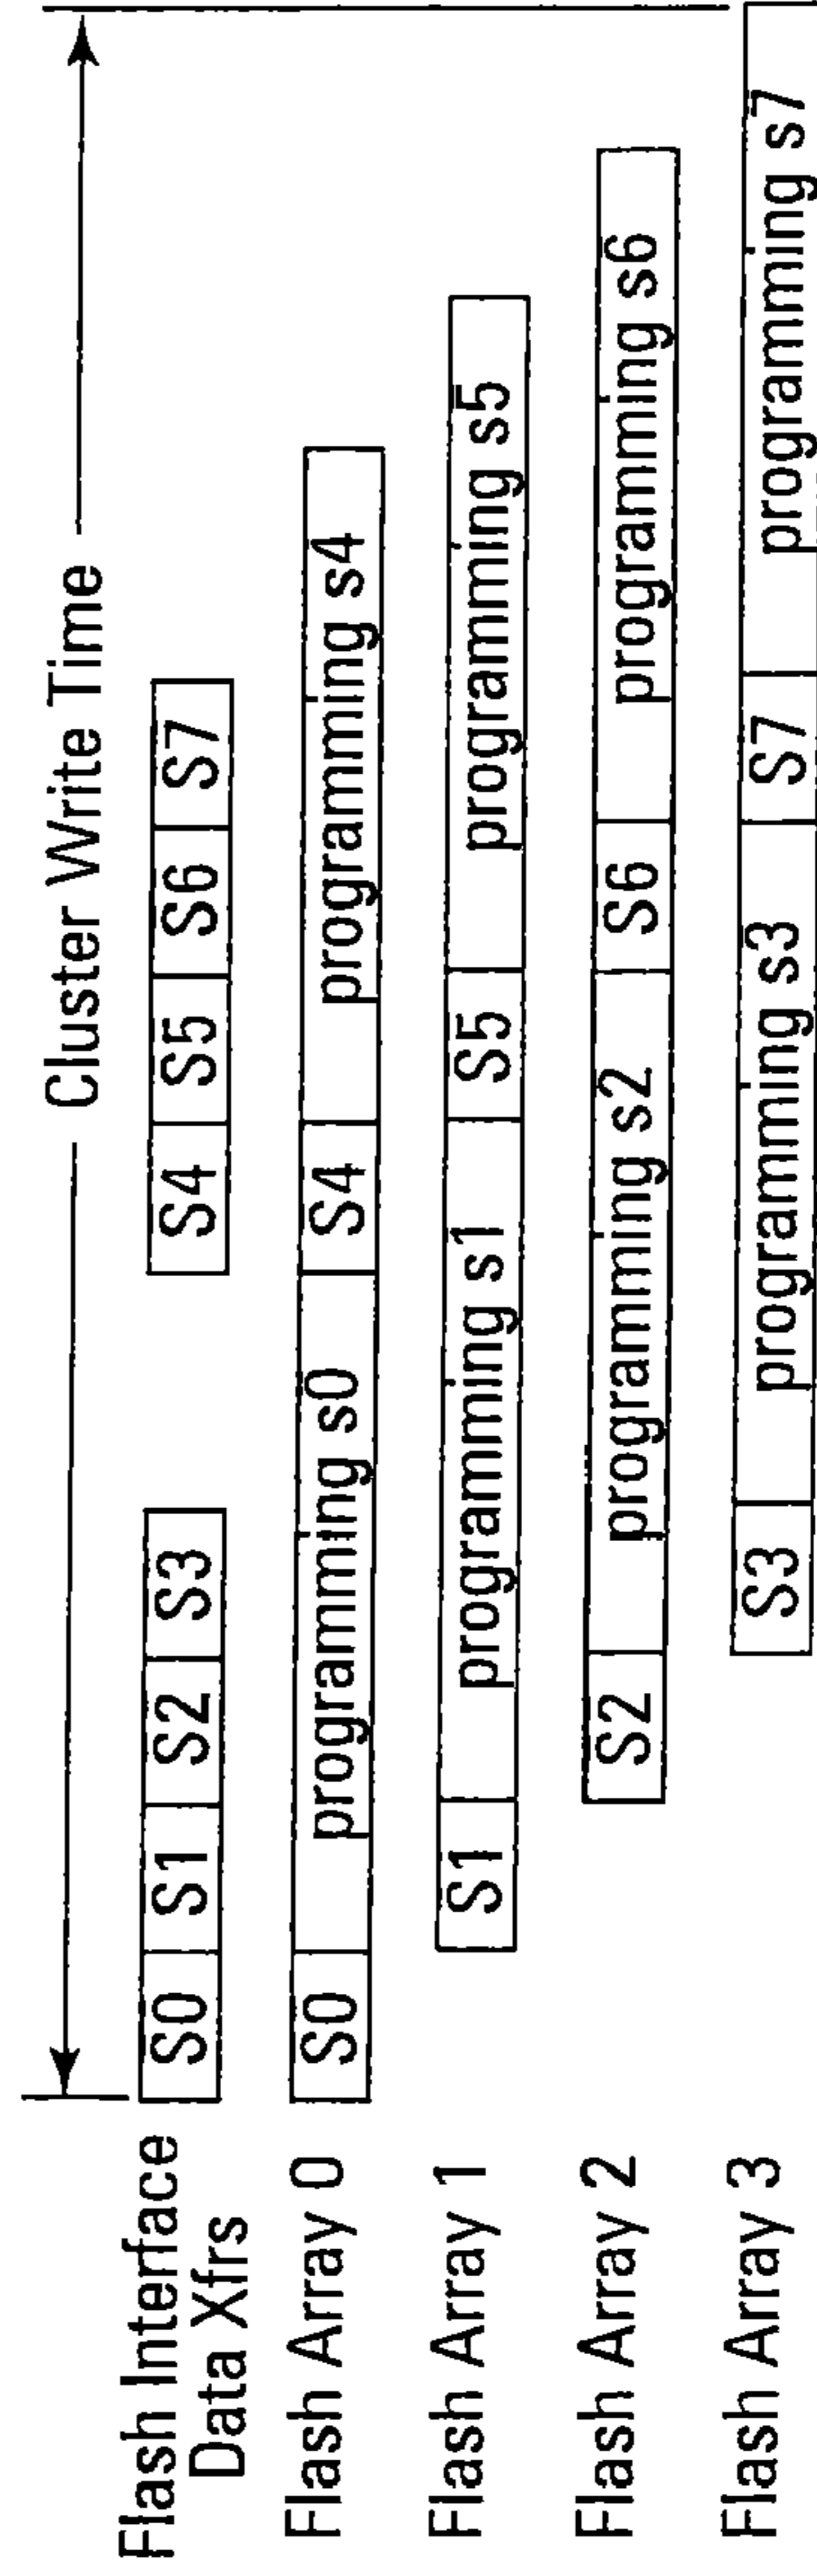 Cluster Write Time
Flash Interface
Data Xfrs
S0 S1 S2 S3 S4 S5 S6 S7
Flash Array 0
S0 programming s0 S4 programming s4
Flash Array 1
S1 programming s1 S5 programming s5
Flash Array 2
S2 programming s2 S6 programming s6
Flash Array 3
S3 programming s3 S7 programming s7